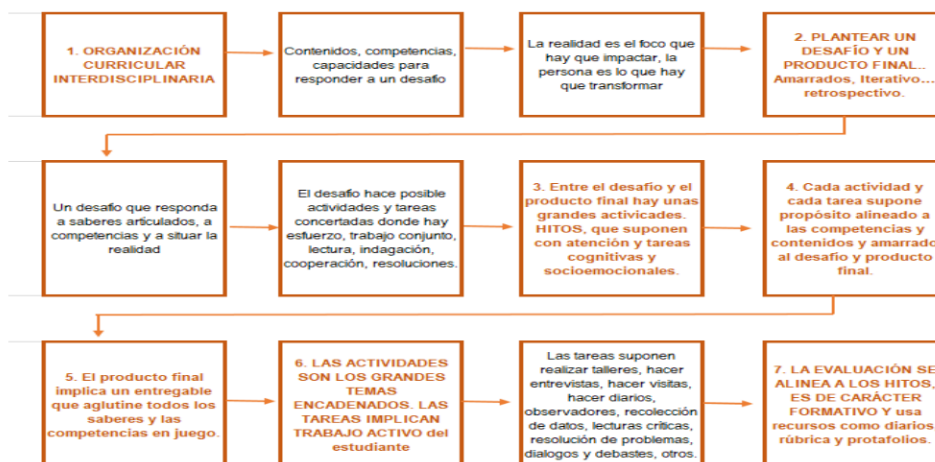 1. ORGANIZACIÓN
CURRICULAR
INTERDISCIPLINARIA
Contenidos, competencias,
capacidades para
responder a un desafío
La realidad es el foco que
hay que impactar, la
persona es lo que hay
que transformar
2. PLANTEAR UN
DESAFÍO Y UN
PRODUCTO FINAL..
Amarrados, Iterativo...
retrospectivo.
Un desafío que responda
a saberes articulados, a
competencias y a situar la
realidad
El desafío hace posible
actividades y tareas
concertadas donde hay
esfuerzo, trabajo conjunto,
lectura, indagación,
cooperación, resoluciones.
3. Entre el desafío y el
producto final hay unas
grandes activicades.
HITOS, que suponen
con atención y tareas
cognitivas y
socioemocionales.
4. Cada actividad y
cada tarea supone
propósito alineado a
las competencias y
contenidos y amarrado
al desafío y producto
final.
5. El producto final
implica un entregable
que aglutine todos los
saberes y las
competencias en juego.
6. LAS ACTIVIDADES
SON LOS GRANDES
TEMAS
ENCADENADOS. LAS
TAREAS IMPLICAN
TRABAJO ACTIVO del
estudiante
Las tareas suponen
realizar talleres, hacer
entrevistas, hacer visitas,
hacer diarios,
observadores, recolección
de datos, lecturas críticas,
resolución de problemas,
dialogos y debastes, otros.
7. LA EVALUACIÓN SE
ALINEA A LOS HITOS,
ES DE CARÁCTER
FORMATIVO Y usa
recursos como diarios,
rúbrica y protafolios.